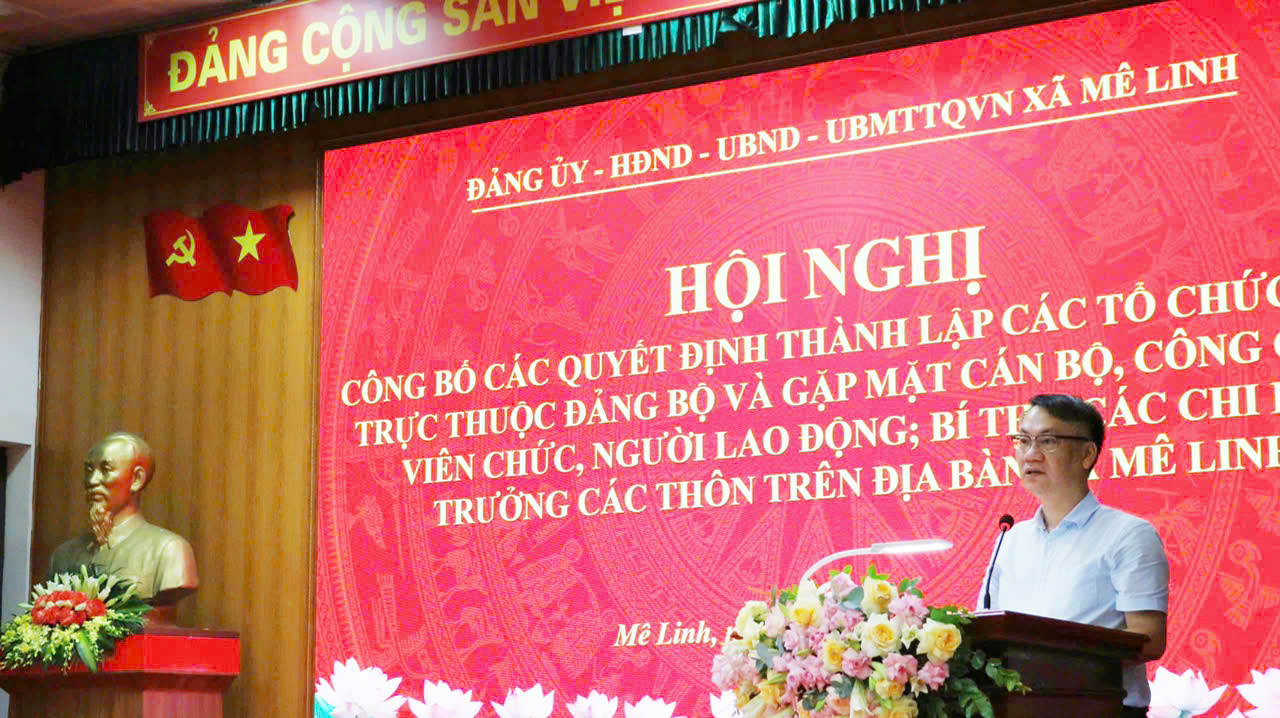 ĐẢNG CỘNG SẢN
ĐẢNG ỦY - HĐND - UBND - UBMTTQVN XÃ MÊ LINH
HỘI NGHỊ
CÔNG BỐ CÁC QUYẾT ĐỊNH THÀNH LẬP CÁC TỔ CHỨC
TRỰC THUỘC ĐẢNG BỘ VÀ GẶP MẶT CÁN BỘ, CÔNG
VIÊN CHỨC, NGƯỜI LAO ĐỘNG; BÍ CÁC CHI
TRƯỞNG CÁC THÔN TRÊN ĐỊA BÀN MÊ LINH
Mê Linh,